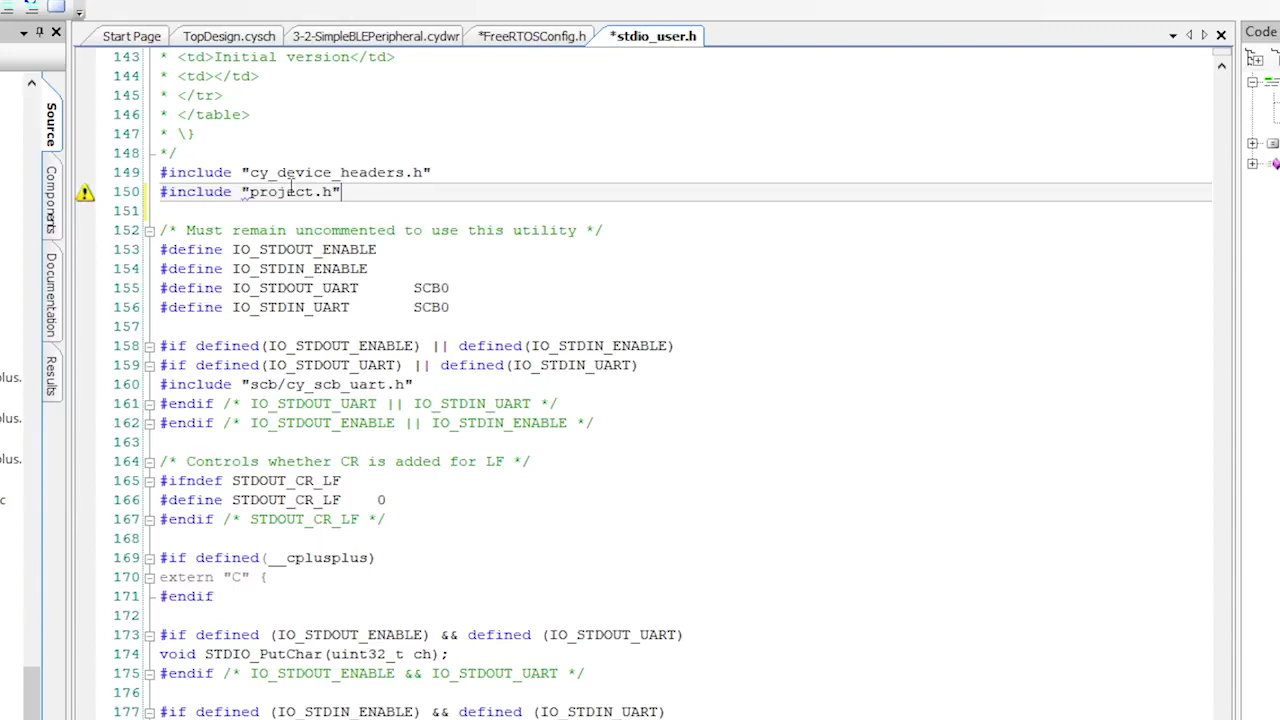 Start Page TopDesign.cysch 3-2-SimpleBLEPeripheral.cydwr *FreeRTOSConfig.h *stdio_user.h
Code
Source
Components
Documentation
Results
plus.
plus.
plus.
c
143 * <td>Initial version</td>
144 * <td></td>
145 * </tr>
146 * </table>
147 * \}
148 */
149 #include "cy_device_headers.h"
150 #include "project.h"
151
152 /* Must remain uncommented to use this utility */
153 #define IO_STDOUT_ENABLE
154 #define IO_STDIN_ENABLE
155 #define IO_STDOUT_UART SCB0
156 #define IO_STDIN_UART SCB0
157
158 #if defined(IO_STDOUT_ENABLE) || defined(IO_STDIN_ENABLE)
159 #if defined(IO_STDOUT_UART) || defined(IO_STDIN_UART)
160 #include "scb/cy_scb_uart.h"
161 #endif /* IO_STDOUT_UART || IO_STDIN_UART */
162 #endif /* IO_STDOUT_ENABLE || IO_STDIN_ENABLE */
163
164 /* Controls whether CR is added for LF */
165 #ifndef STDOUT_CR_LF
166 #define STDOUT_CR_LF 0
167 #endif /* STDOUT_CR_LF */
168
169 #if defined(__cplusplus)
170 extern "C" {
171 #endif
172
173 #if defined (IO_STDOUT_ENABLE) && defined (IO_STDOUT_UART)
174 void STDIO_PutChar(uint32_t ch);
175 #endif /* IO_STDOUT_ENABLE && IO_STDOUT_UART */
176
177 #if defined (IO_STDIN_ENABLE) && defined (IO_STDIN_UART)